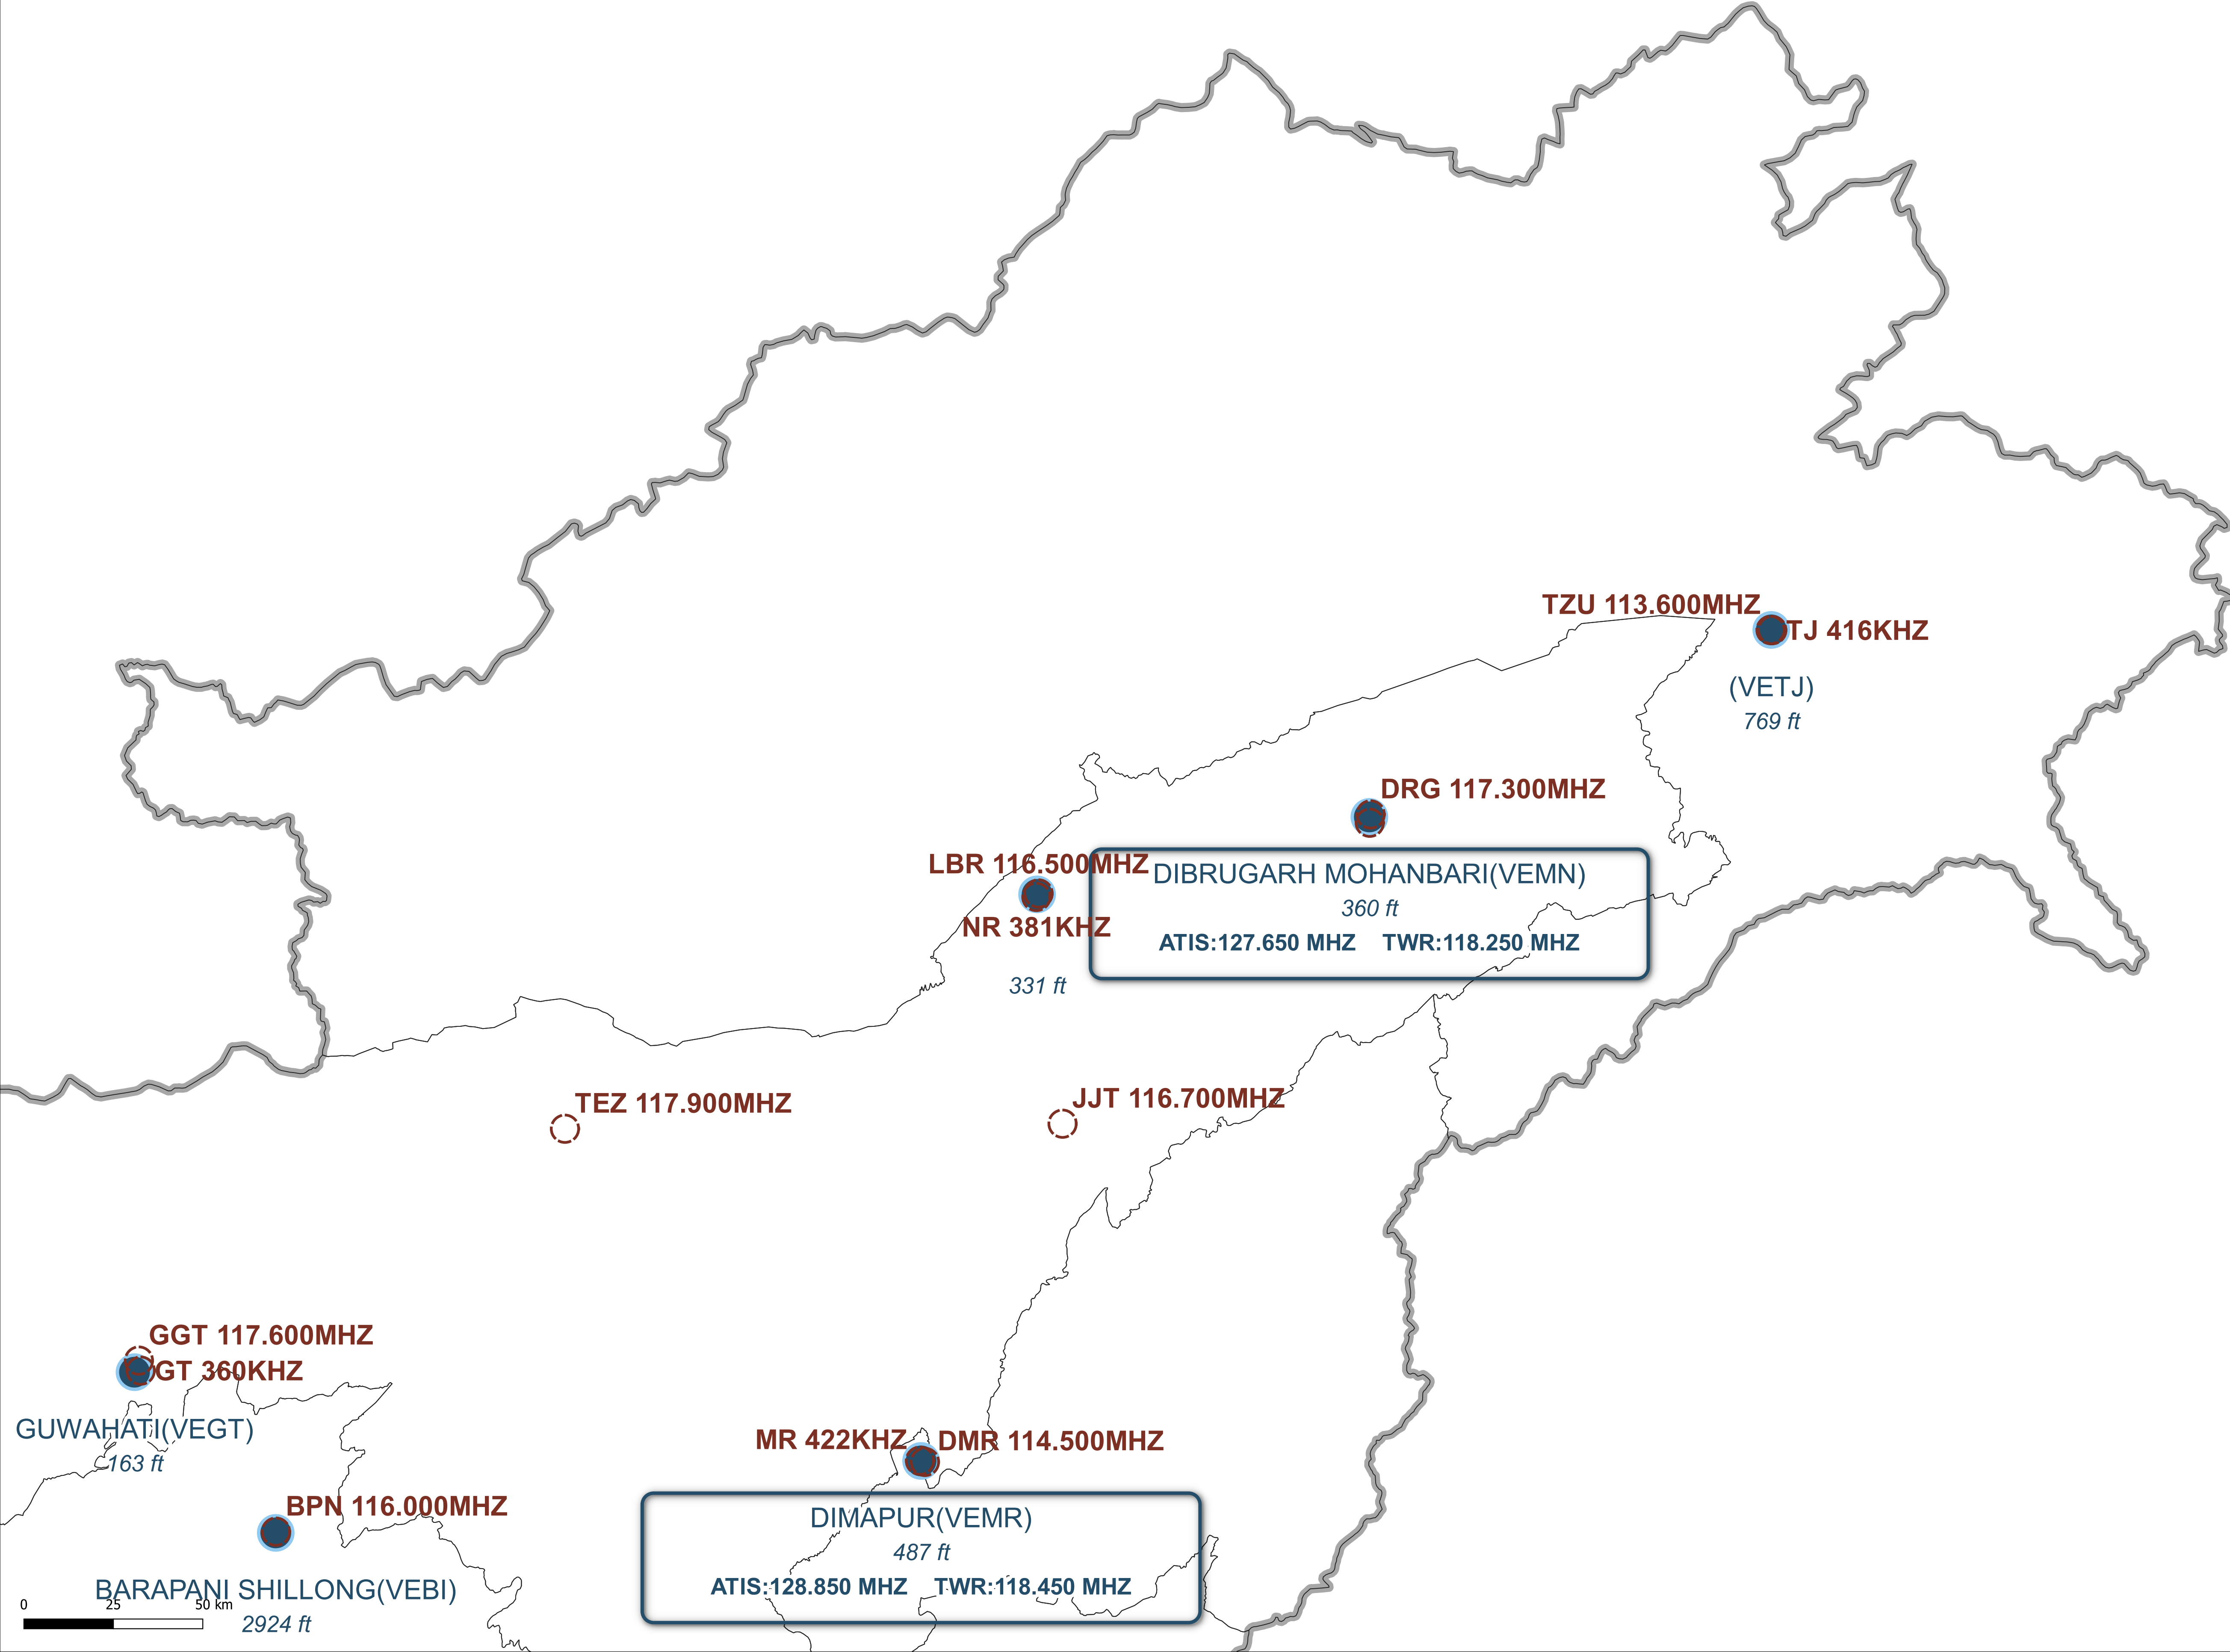 TZU 113.600MHZ
TJ 416KHZ
(VETJ)
769 ft
DRG 117.300MHZ
LBR 116.500MHZ
DIBRUGARH MOHANBARI(VEMN)
360 ft
NR 381KHZ
ATIS:127.650 MHZ TWR:118.250 MHZ
331 ft
TEZ 117.900MHZ
JJT 116.700MHZ
GGT 117.600MHZ
GT 360KHZ
GUWAHATI(VEGT)
163 ft
MR 422KHZ
DMR 114.500MHZ
BPN 116.000MHZ
DIMAPUR(VEMR)
487 ft
ATIS:128.850 MHZ TWR:118.450 MHZ
BARAPANI SHILLONG(VEBI)
0 25 50 km
2924 ft